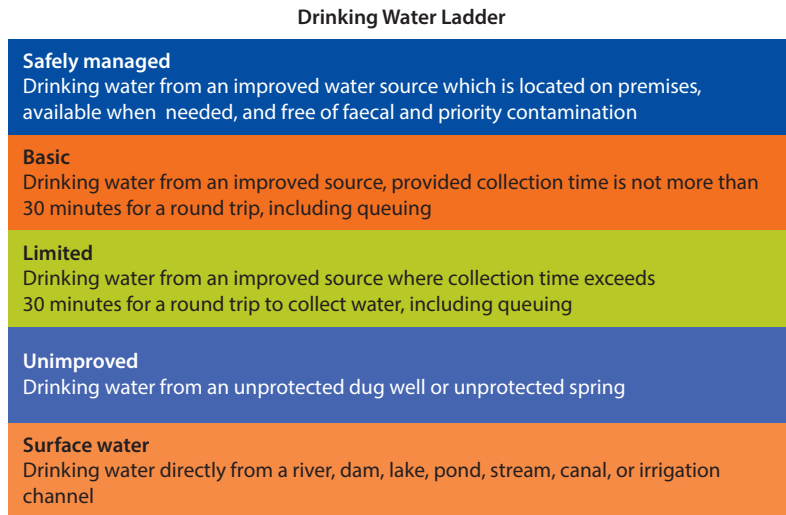 Drinking Water Ladder
Safely managed
Drinking water from an improved water source which is located on premises,
available when needed, and free of faecal and priority contamination
Basic
Drinking water from an improved source, provided collection time is not more than
30 minutes for a round trip, including queuing
Limited
Drinking water from an improved source where collection time exceeds
30 minutes for a round trip to collect water, including queuing
Unimproved
Drinking water from an unprotected dug well or unprotected spring
Surface water
Drinking water directly from a river, dam, lake, pond, stream, canal, or irrigation
channel